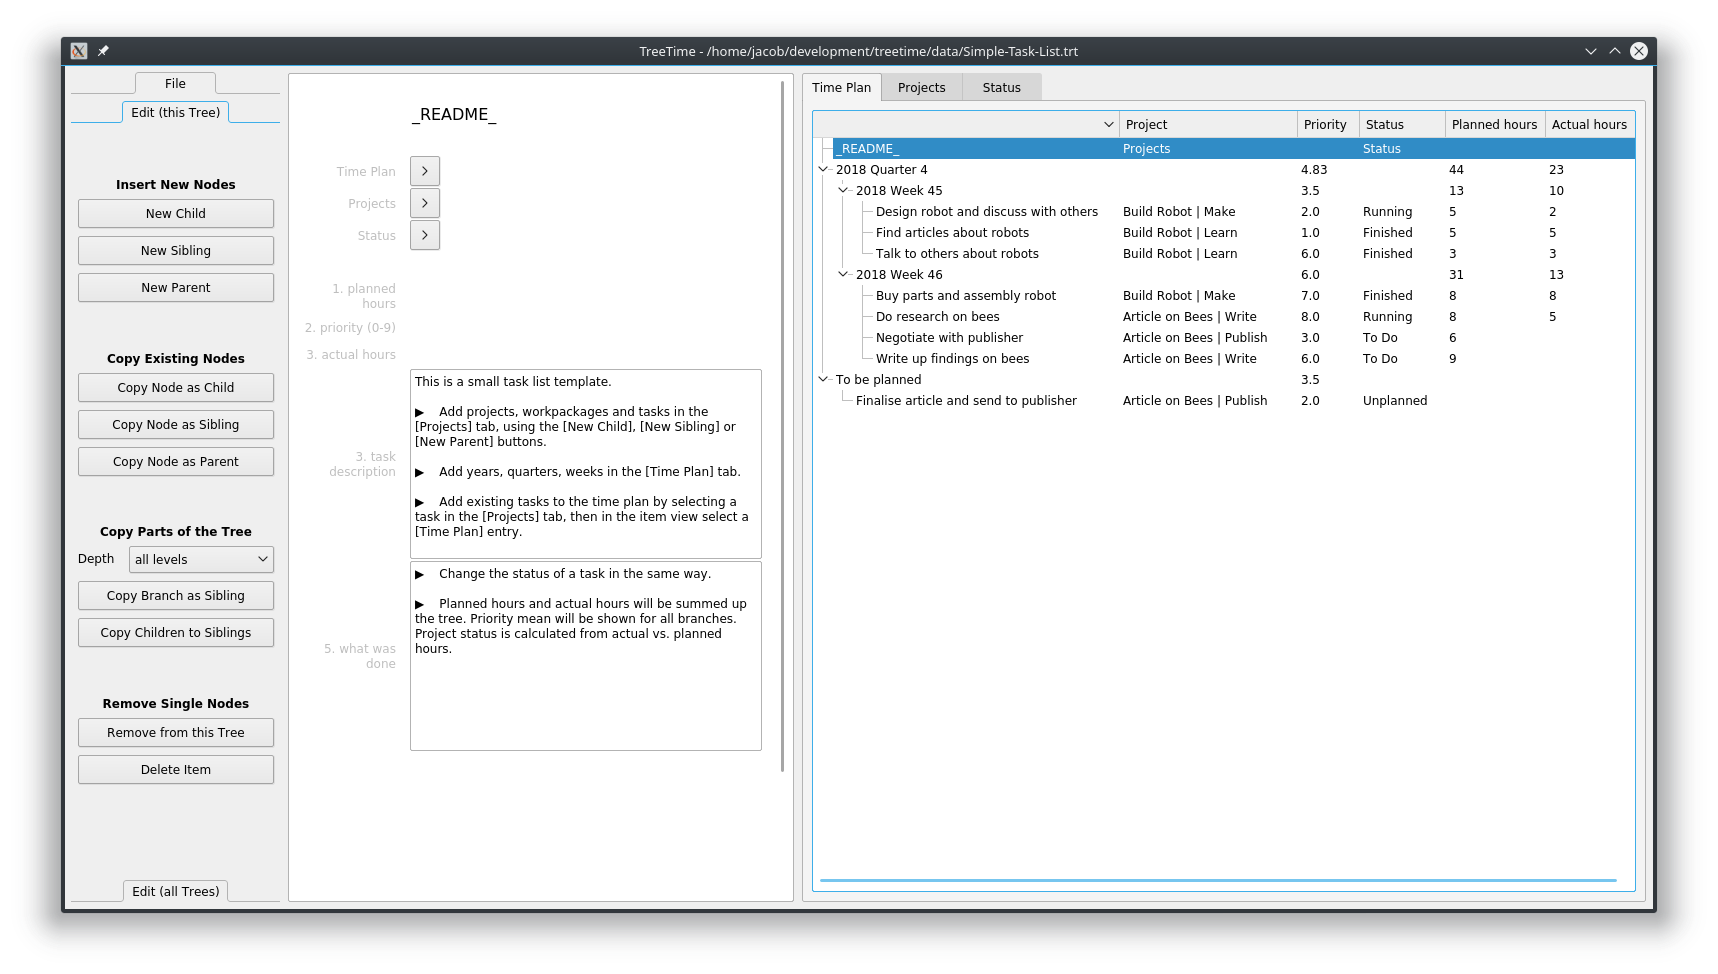 TreeTime - /home/jacob/development/treetime/data/Simple-Task-List.trt
File
Edit (this Tree)
Insert New Nodes
New Child
New Sibling
New Parent
Copy Existing Nodes
Copy Node as Child
Copy Node as Sibling
Copy Node as Parent
Copy Parts of the Tree
Depth all levels
Copy Branch as Sibling
Copy Children to Siblings
Remove Single Nodes
Remove from this Tree
Delete Item
Edit (all Trees)
_README_
Time Plan >
Projects >
Status >
1. planned
hours
2. priority (0-9)
3. actual hours
3. task
description
This is a small task list template.
▶ Add projects, workpackages and tasks in the
[Projects] tab, using the [New Child], [New Sibling] or
[New Parent] buttons.
▶ Add years, quarters, weeks in the [Time Plan] tab.
▶ Add existing tasks to the time plan by selecting a
task in the [Projects] tab, then in the item view select a
[Time Plan] entry.
5. what was
done
▶ Change the status of a task in the same way.
▶ Planned hours and actual hours will be summed up
the tree. Priority mean will be shown for all branches.
Project status is calculated from actual vs. planned
hours.
Time Plan Projects Status
Project Priority Status Planned hours Actual hours
_README_ Projects Status
2018 Quarter 4 4.83 44 23
2018 Week 45 3.5 13 10
Design robot and discuss with others Build Robot | Make 2.0 Running 5 2
Find articles about robots Build Robot | Learn 1.0 Finished 5 5
Talk to others about robots Build Robot | Learn 6.0 Finished 3 3
2018 Week 46 6.0 31 13
Buy parts and assembly robot Build Robot | Make 7.0 Finished 8 8
Do research on bees Article on Bees | Write 8.0 Running 8 5
Negotiate with publisher Article on Bees | Publish 3.0 To Do 6
Write up findings on bees Article on Bees | Write 6.0 To Do 9
To be planned 3.5
Finalise article and send to publisher Article on Bees | Publish 2.0 Unplanned